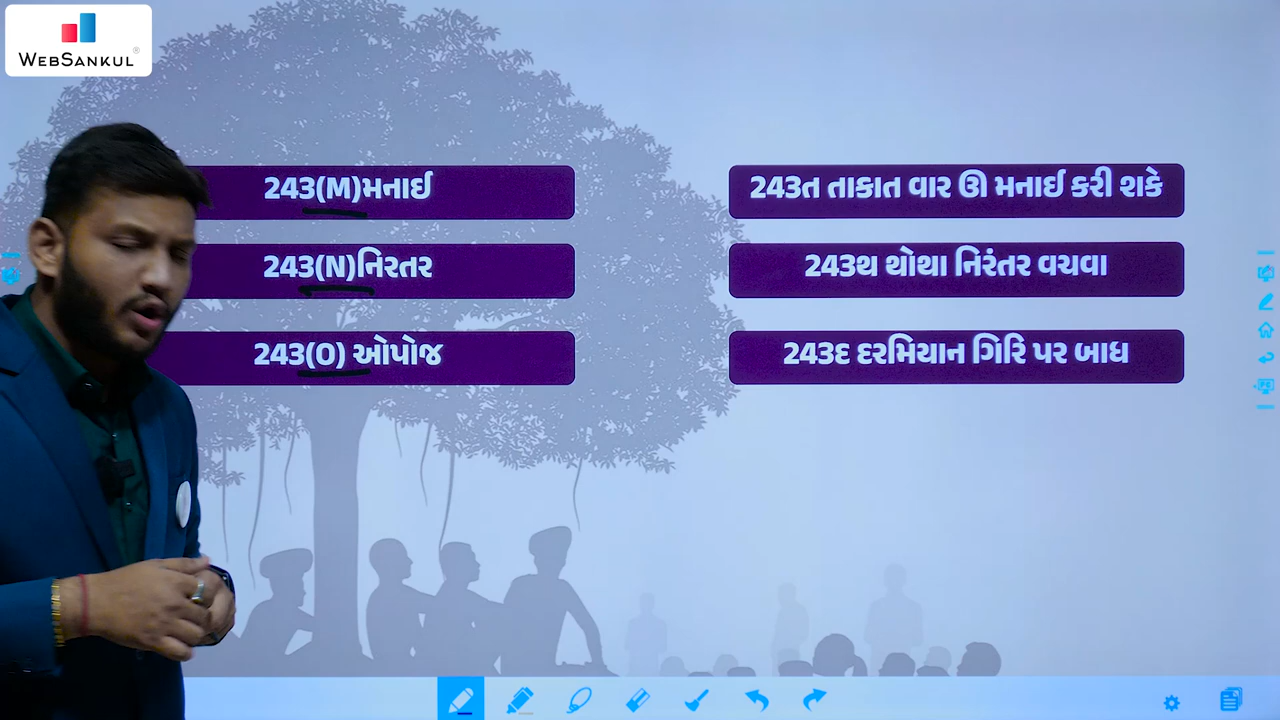 WEBSANKUL®
243(M)મનાઈ
243ત તાકાત વાર ઊ મનાઈ કરી શકે
243(N)નિરતર
243થ થોથા નિરંતર વચવા
243(O) ઓપોજ
243દ દરમિયાન ગિરિ પર બાધ